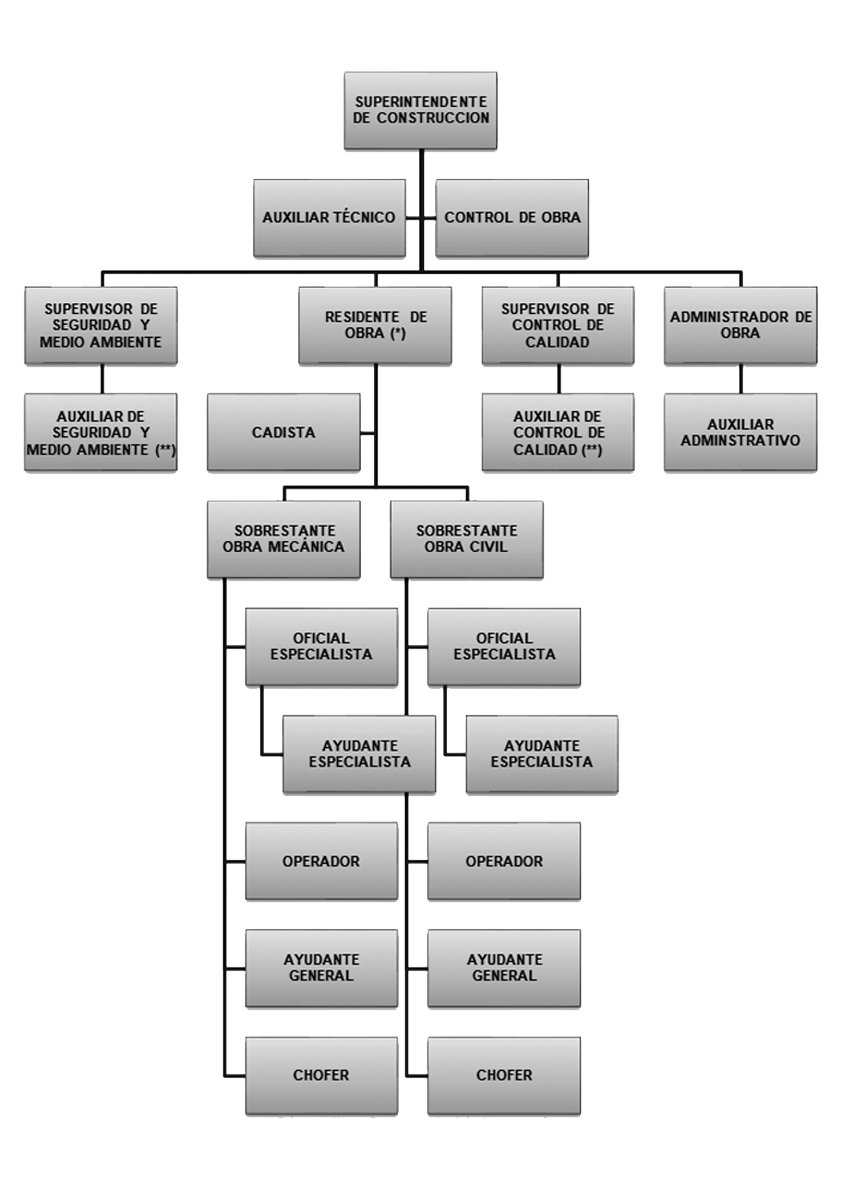 SUPERINTENDENTE
DE CONSTRUCCION
AUXILIAR TÉCNICO
CONTROL DE OBRA
SUPERVISOR DE
SEGURIDAD Y
MEDIO AMBIENTE
RESIDENTE DE
OBRA (*)
SUPERVISOR DE
CONTROL DE
CALIDAD
ADMINISTRADOR DE
OBRA
AUXILIAR DE
SEGURIDAD Y
MEDIO AMBIENTE (**)
CADISTA
AUXILIAR DE
CONTROL DE
CALIDAD (**)
AUXILIAR
ADMINSTRATIVO
SOBRESTANTE
OBRA MECÁNICA
SOBRESTANTE
OBRA CIVIL
OFICIAL
ESPECIALISTA
OFICIAL
ESPECIALISTA
AYUDANTE
ESPECIALISTA
AYUDANTE
ESPECIALISTA
OPERADOR
OPERADOR
AYUDANTE
GENERAL
AYUDANTE
GENERAL
CHOFER
CHOFER